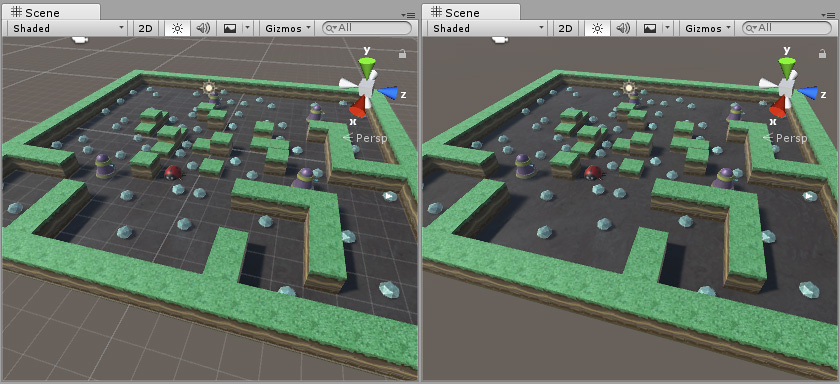 Scene
Shaded 2D Gizmos All
y
z
x
Persp
Scene
Shaded 2D Gizmos All
y
z
x
Persp